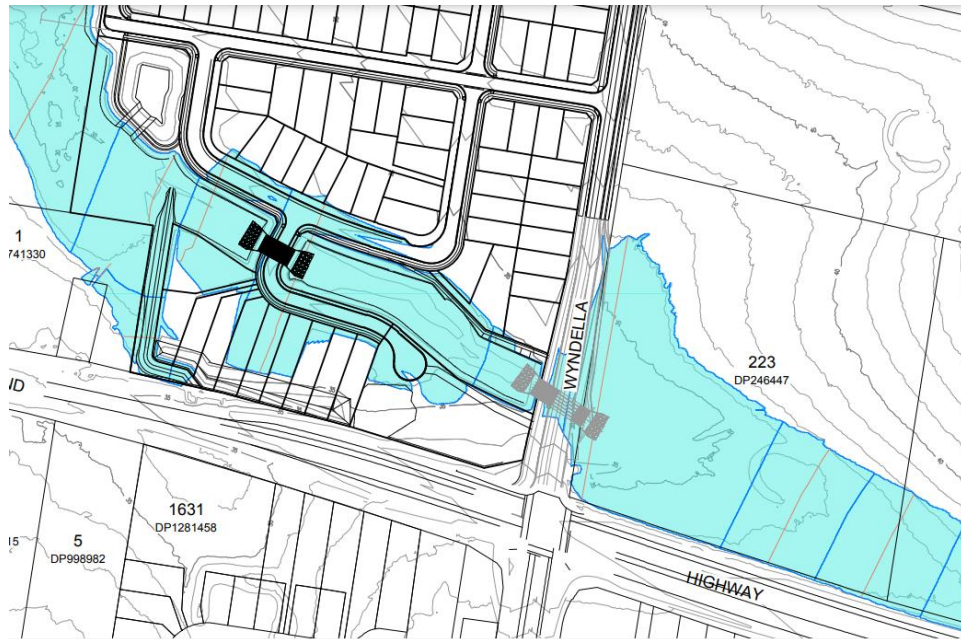 1
741330
WYNDELLA
223
DP246447
ND
1631
DP1281458
5
DP998982
15
HIGHWAY